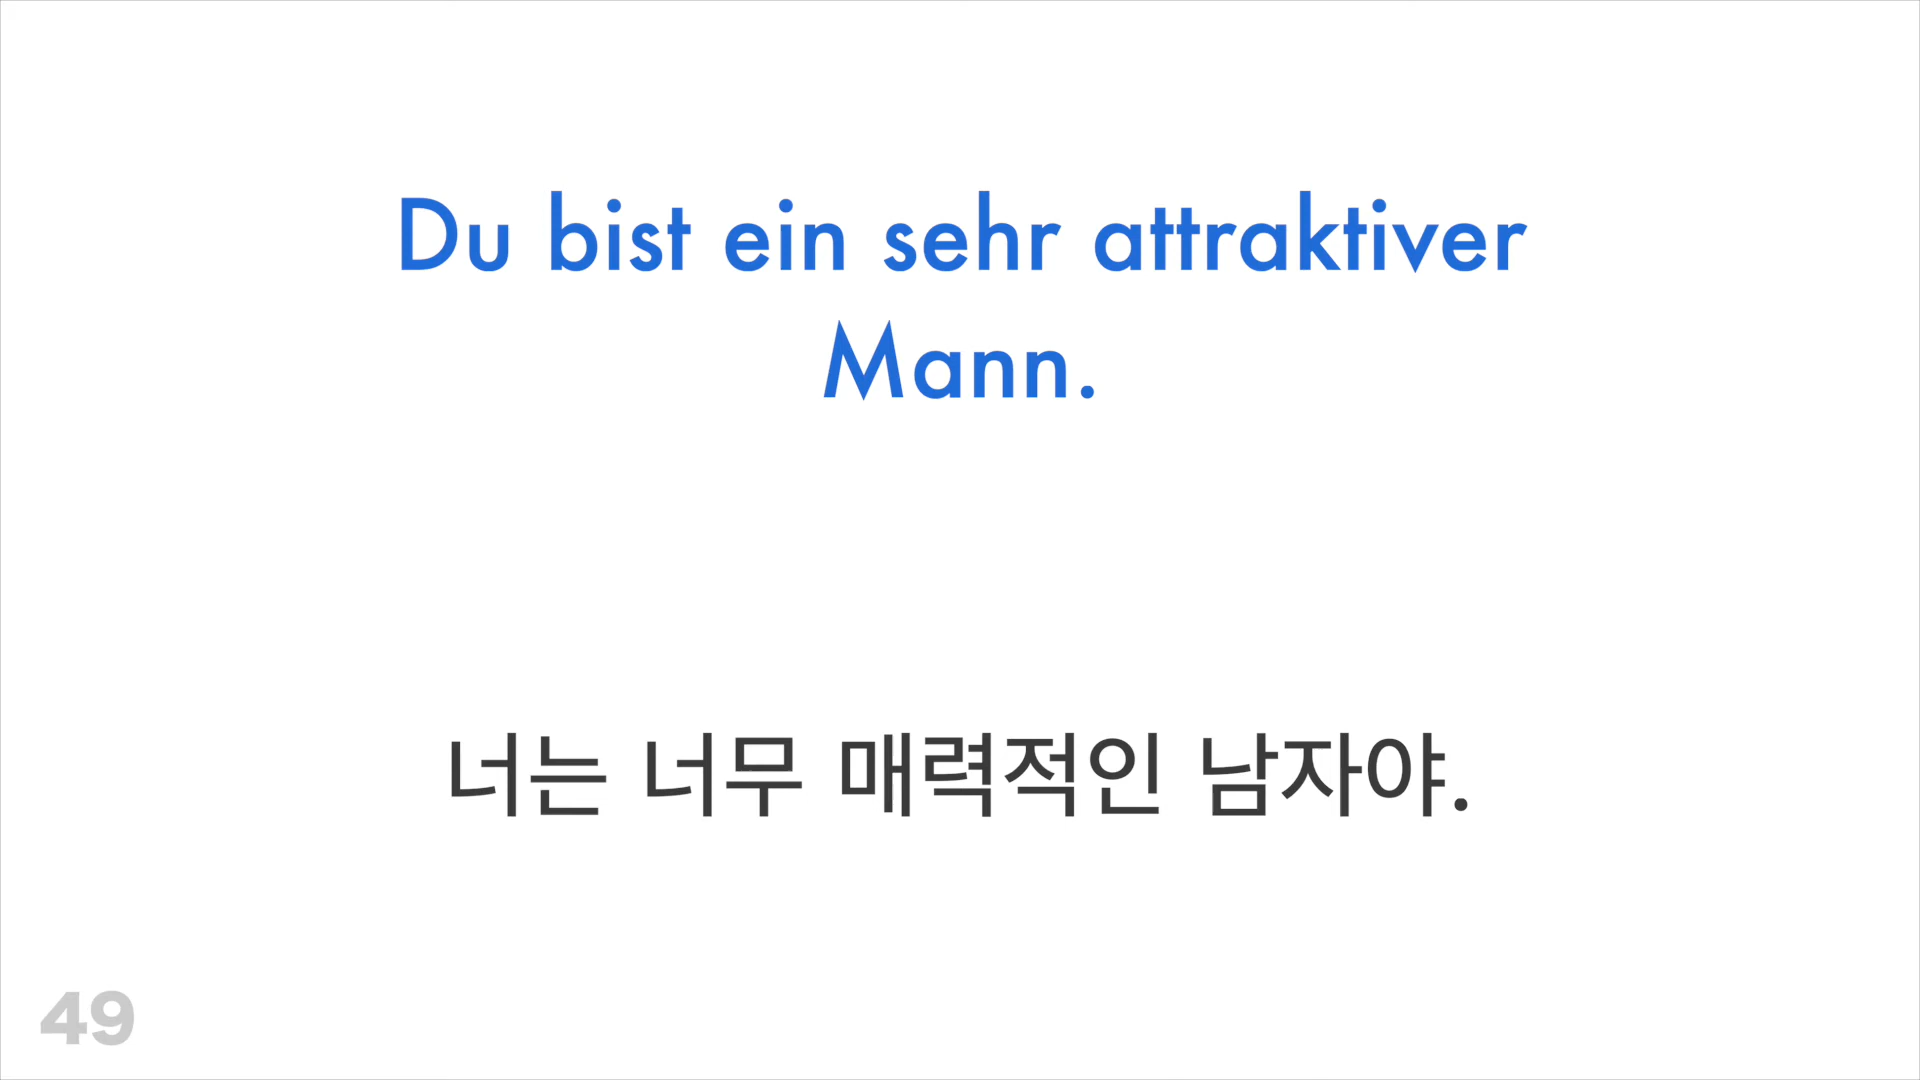 Du bist ein sehr attraktiver
Mann.
너는 너무 매력적인 남자야.
49